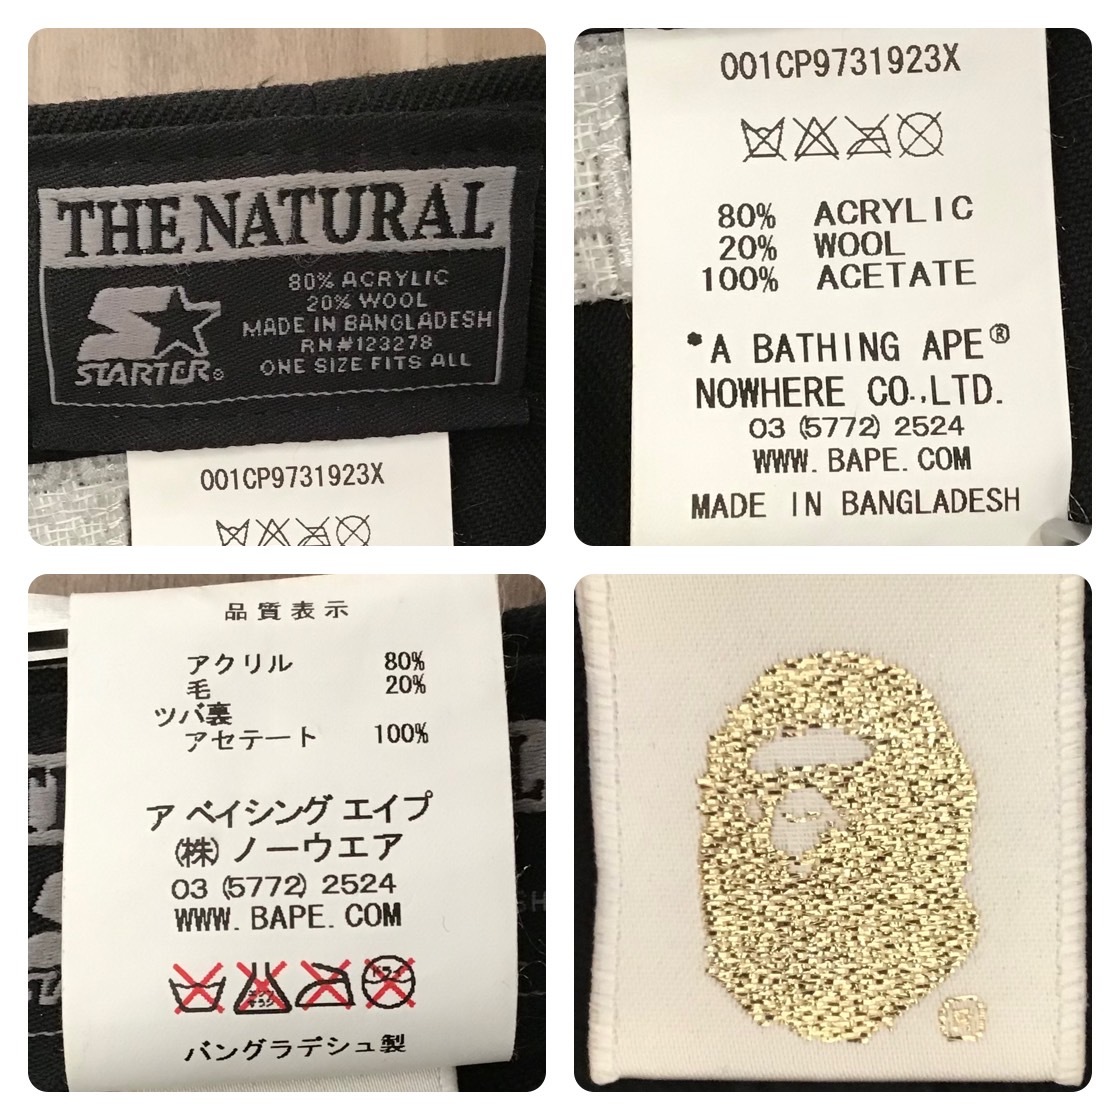 THE NATURAL
80% ACRYLIC
20% WOOL
MADE IN BANGLADESH
RN#123278
ONE SIZE FITS ALL
STARTER®
001CP9731923X
001CP9731923X
80% ACRYLIC
20% WOOL
100% ACETATE
*A BATHING APE®
NOWHERE CO.,LTD.
03 (5772) 2524
WWW. BAPE. COM
MADE IN BANGLADESH
品質表示
アクリル 80%
毛 20%
ツバ裏
アセテート 100%
ア ベイシング エイプ
(株) ノーウエア
03 (5772) 2524
WWW. BAPE. COM
ドライ
バングラデシュ製